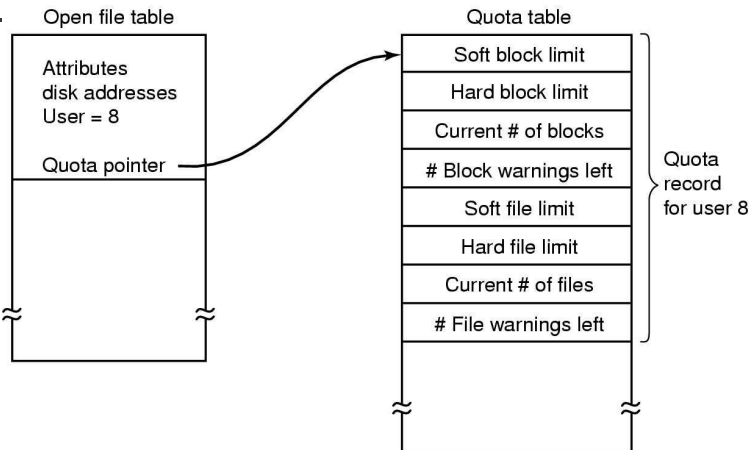 Open file table
Attributes
disk addresses
User = 8
Quota pointer
Quota table
Soft block limit
Hard block limit
Current # of blocks
# Block warnings left
Soft file limit
Hard file limit
Current # of files
# File warnings left
Quota
record
for user 8